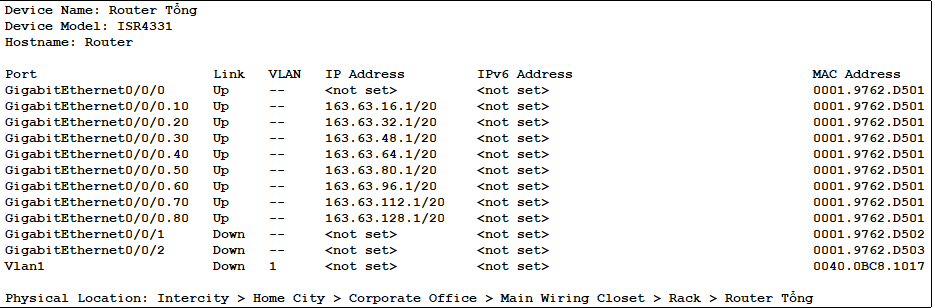 Device Name: Router Tổng
Device Model: ISR4331
Hostname: Router
Port Link VLAN IP Address IPv6 Address MAC Address
GigabitEthernet0/0/0 Up -- <not set> <not set> 0001.9762.D501
GigabitEthernet0/0/0.10 Up -- 163.63.16.1/20 <not set> 0001.9762.D501
GigabitEthernet0/0/0.20 Up -- 163.63.32.1/20 <not set> 0001.9762.D501
GigabitEthernet0/0/0.30 Up -- 163.63.48.1/20 <not set> 0001.9762.D501
GigabitEthernet0/0/0.40 Up -- 163.63.64.1/20 <not set> 0001.9762.D501
GigabitEthernet0/0/0.50 Up -- 163.63.80.1/20 <not set> 0001.9762.D501
GigabitEthernet0/0/0.60 Up -- 163.63.96.1/20 <not set> 0001.9762.D501
GigabitEthernet0/0/0.70 Up -- 163.63.112.1/20 <not set> 0001.9762.D501
GigabitEthernet0/0/0.80 Up -- 163.63.128.1/20 <not set> 0001.9762.D501
GigabitEthernet0/0/1 Down -- <not set> <not set> 0001.9762.D502
GigabitEthernet0/0/2 Down -- <not set> <not set> 0001.9762.D503
Vlan1 Down 1 <not set> <not set> 0040.0BC8.1017
Physical Location: Intercity > Home City > Corporate Office > Main Wiring Closet > Rack > Router Tổng